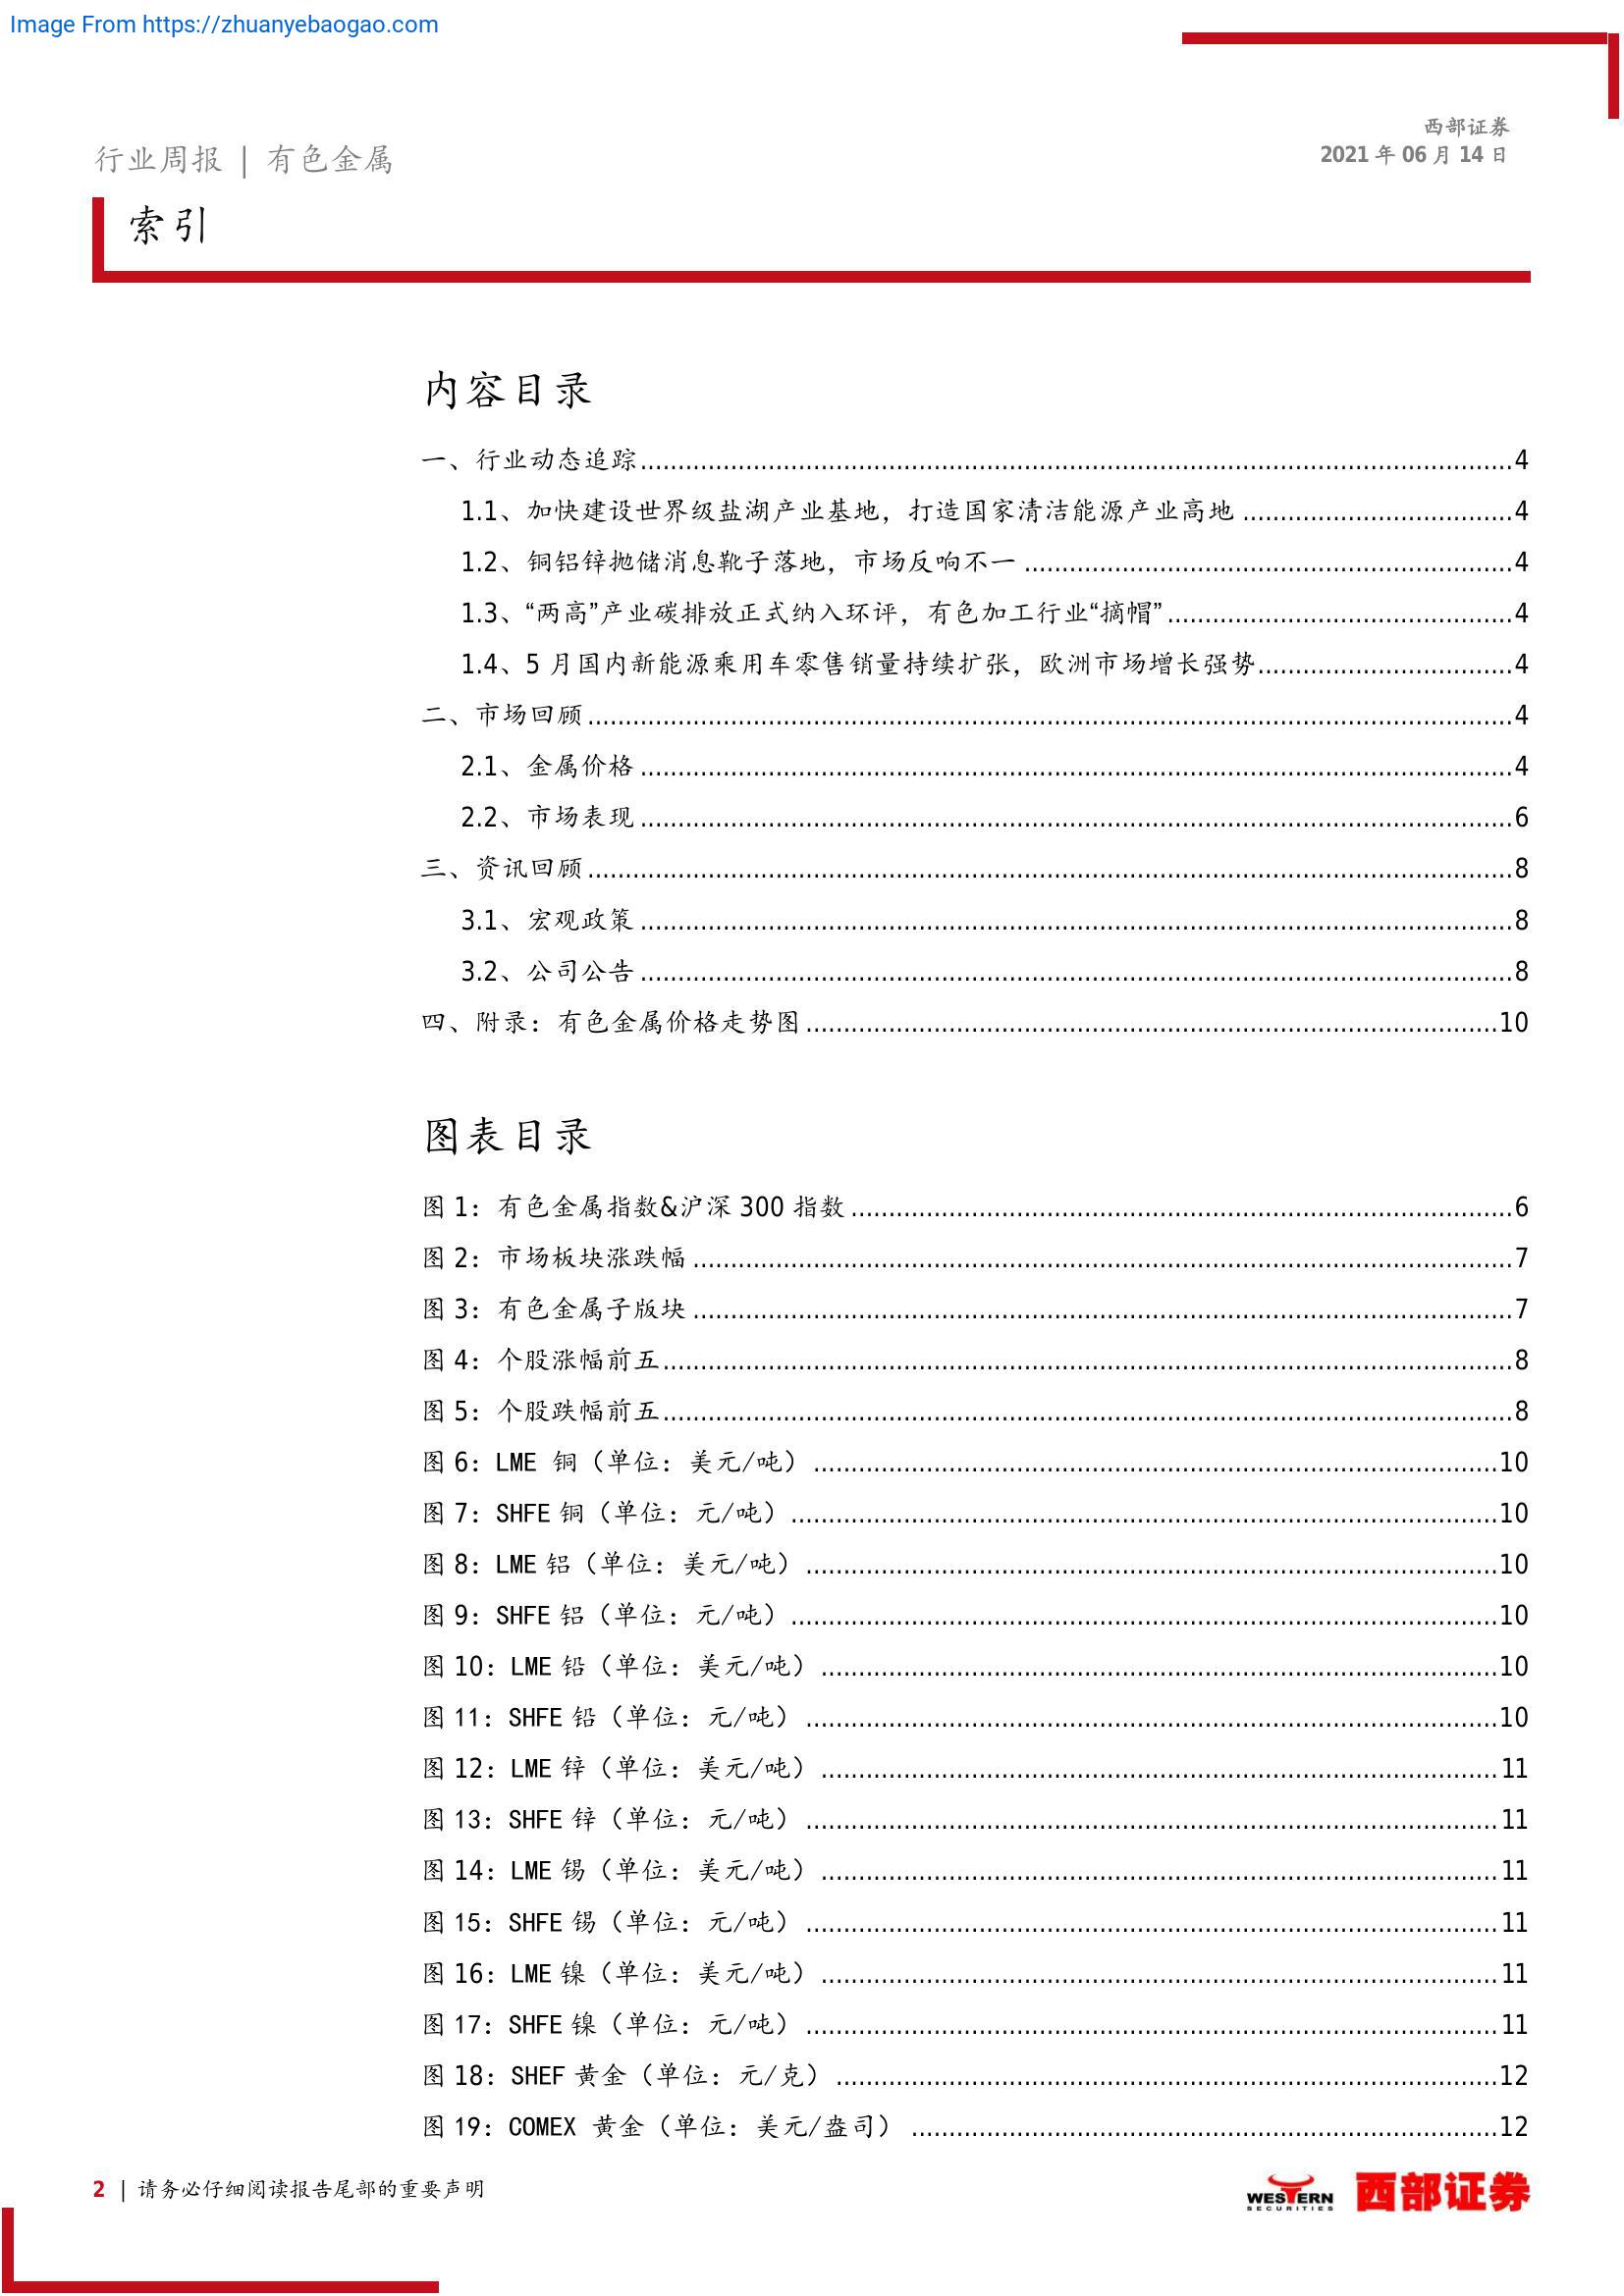 Image From https://zhuanyebaogao.com
西部证券
2021 年 06 月 14 日
行业周报 | 有色金属
索引
内容目录
一、行业动态追踪 4
1.1、加快建设世界级盐湖产业基地，打造国家清洁能源产业高地 4
1.2、铜铝锌抛储消息靴子落地，市场反响不一 4
1.3、“两高”产业碳排放正式纳入环评，有色加工行业“摘帽” 4
1.4、5 月国内新能源乘用车零售销量持续扩张，欧洲市场增长强势 4
二、市场回顾 4
2.1、金属价格 4
2.2、市场表现 6
三、资讯回顾 8
3.1、宏观政策 8
3.2、公司公告 8
四、附录：有色金属价格走势图 10
图表目录
图 1：有色金属指数&沪深 300 指数 6
图 2：市场板块涨跌幅 7
图 3：有色金属子版块 7
图 4：个股涨幅前五 8
图 5：个股跌幅前五 8
图 6：LME 铜（单位：美元/吨） 10
图 7：SHFE 铜（单位：元/吨） 10
图 8：LME 铝（单位：美元/吨） 10
图 9：SHFE 铝（单位：元/吨） 10
图 10：LME 铅（单位：美元/吨） 10
图 11：SHFE 铅（单位：元/吨） 10
图 12：LME 锌（单位：美元/吨） 11
图 13：SHFE 锌（单位：元/吨） 11
图 14：LME 锡（单位：美元/吨） 11
图 15：SHFE 锡（单位：元/吨） 11
图 16：LME 镍（单位：美元/吨） 11
图 17：SHFE 镍（单位：元/吨） 11
图 18：SHEF 黄金（单位：元/克） 12
图 19：COMEX 黄金（单位：美元/盎司） 12
2 | 请务必仔细阅读报告尾部的重要声明
WESTERN
SECURITIES
西部证券